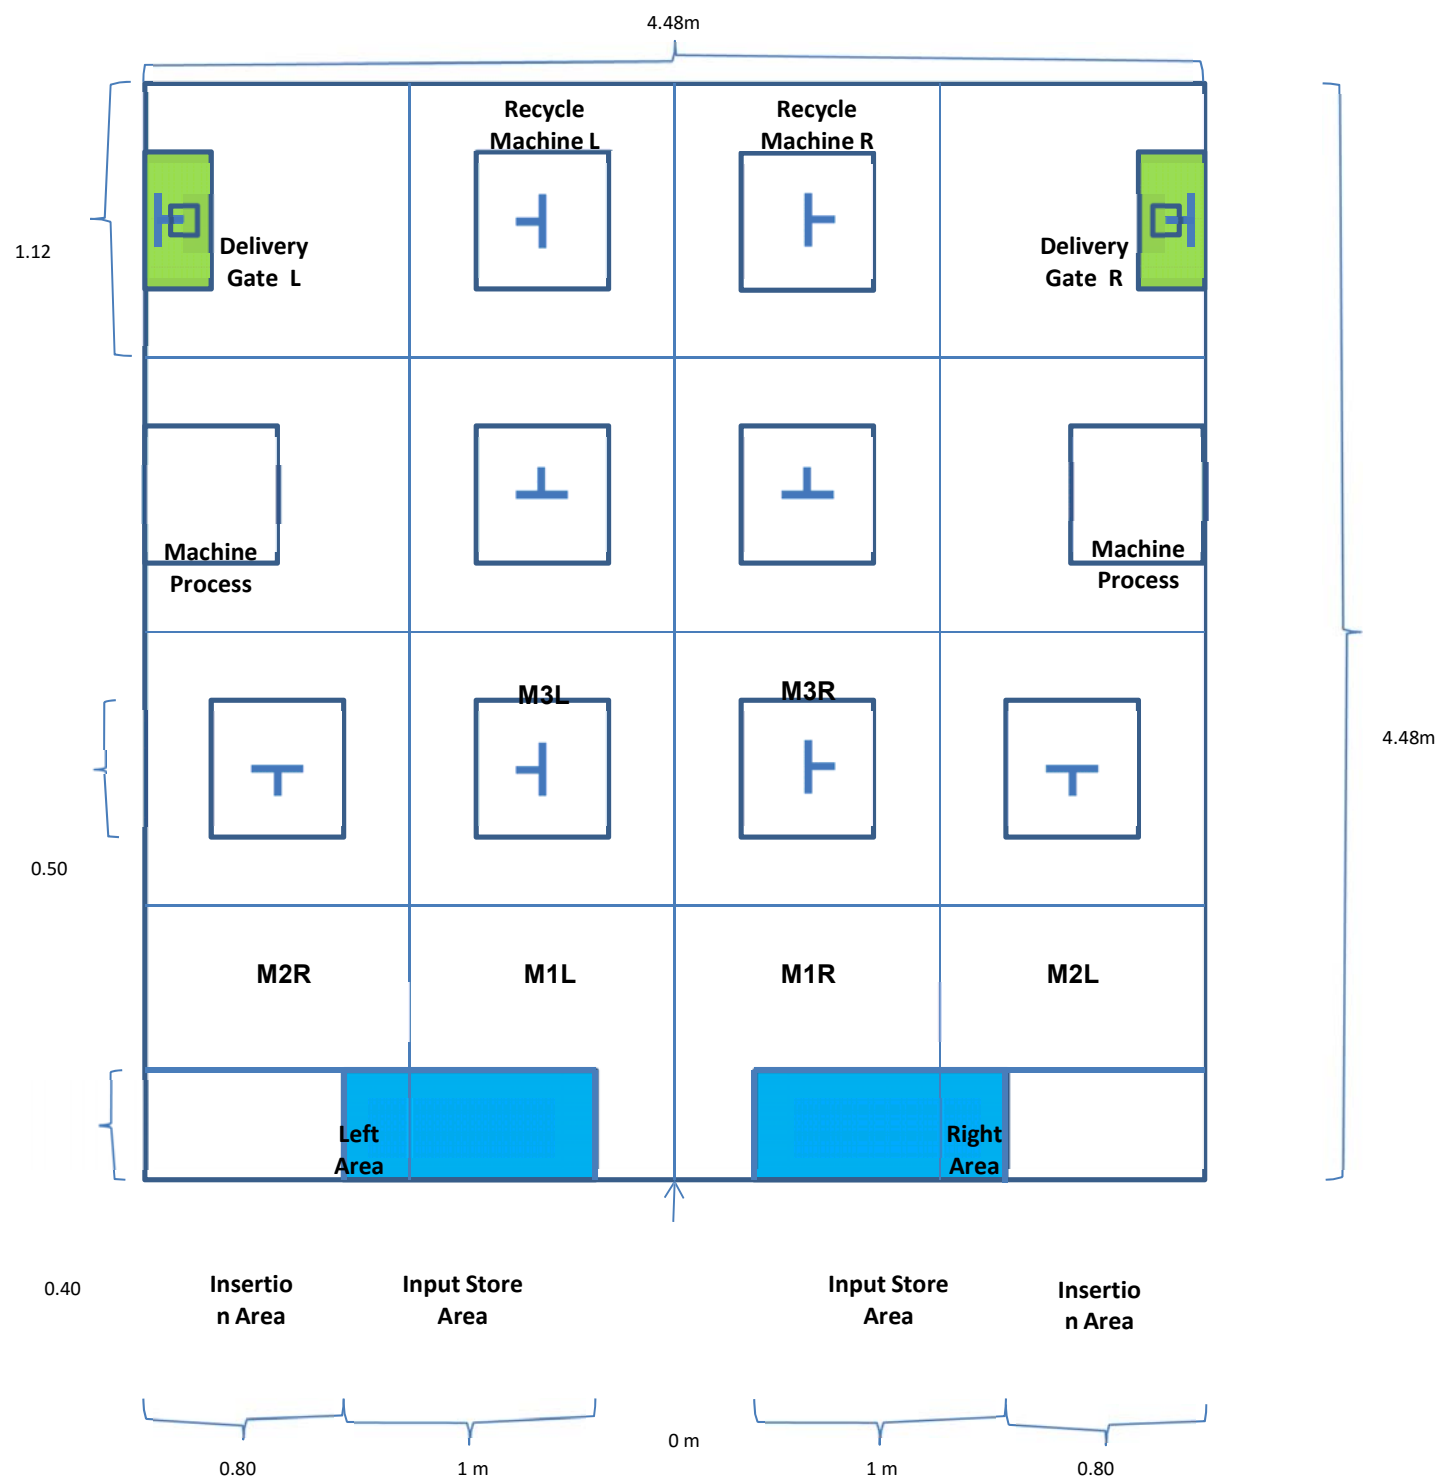 4.48m
Recycle
Machine L
Recycle
Machine R
1.12
Delivery
Gate L
Delivery
Gate R
Machine
Process
Machine
Process
M3L
M3R
4.48m
0.50
M2R
M1L
M1R
M2L
Left
Area
Right
Area
0.40
Insertio
n Area
Input Store
Area
Input Store
Area
Insertio
n Area
0 m
0.80
1 m
1 m
0.80